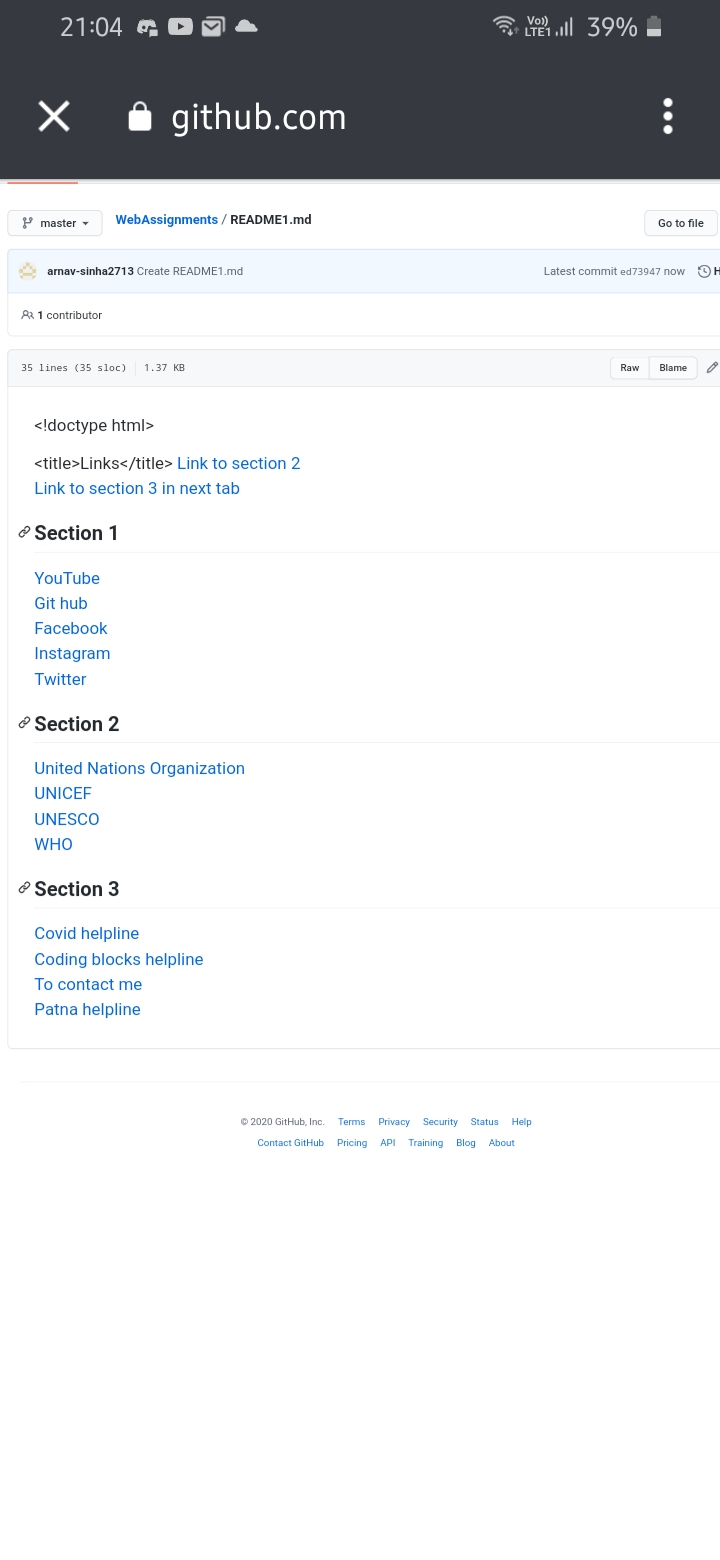 21:04 Vo)) LTE1 39%
github.com
master WebAssignments / README1.md Go to file
arnav-sinha2713 Create README1.md Latest commit ed73947 now H
1 contributor
35 lines (35 sloc) 1.37 KB Raw Blame
<!doctype html>
<title>Links</title> Link to section 2
Link to section 3 in next tab
Section 1
YouTube
Git hub
Facebook
Instagram
Twitter
Section 2
United Nations Organization
UNICEF
UNESCO
WHO
Section 3
Covid helpline
Coding blocks helpline
To contact me
Patna helpline
© 2020 GitHub, Inc. Terms Privacy Security Status Help
Contact GitHub Pricing API Training Blog About